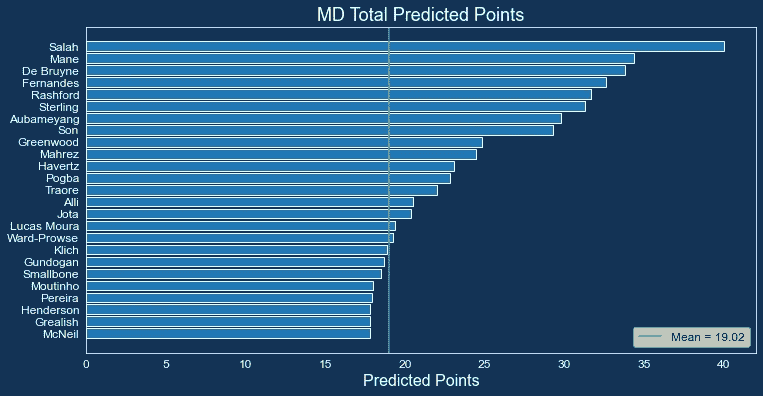 MD Total Predicted Points
Salah
Mane
De Bruyne
Fernandes
Rashford
Sterling
Aubameyang
Son
Greenwood
Mahrez
Havertz
Pogba
Traore
Alli
Jota
Lucas Moura
Ward-Prowse
Klich
Gundogan
Smallbone
Moutinho
Pereira
Henderson
Grealish
McNeil
Mean = 19.02
0 5 10 15 20 25 30 35 40
Predicted Points